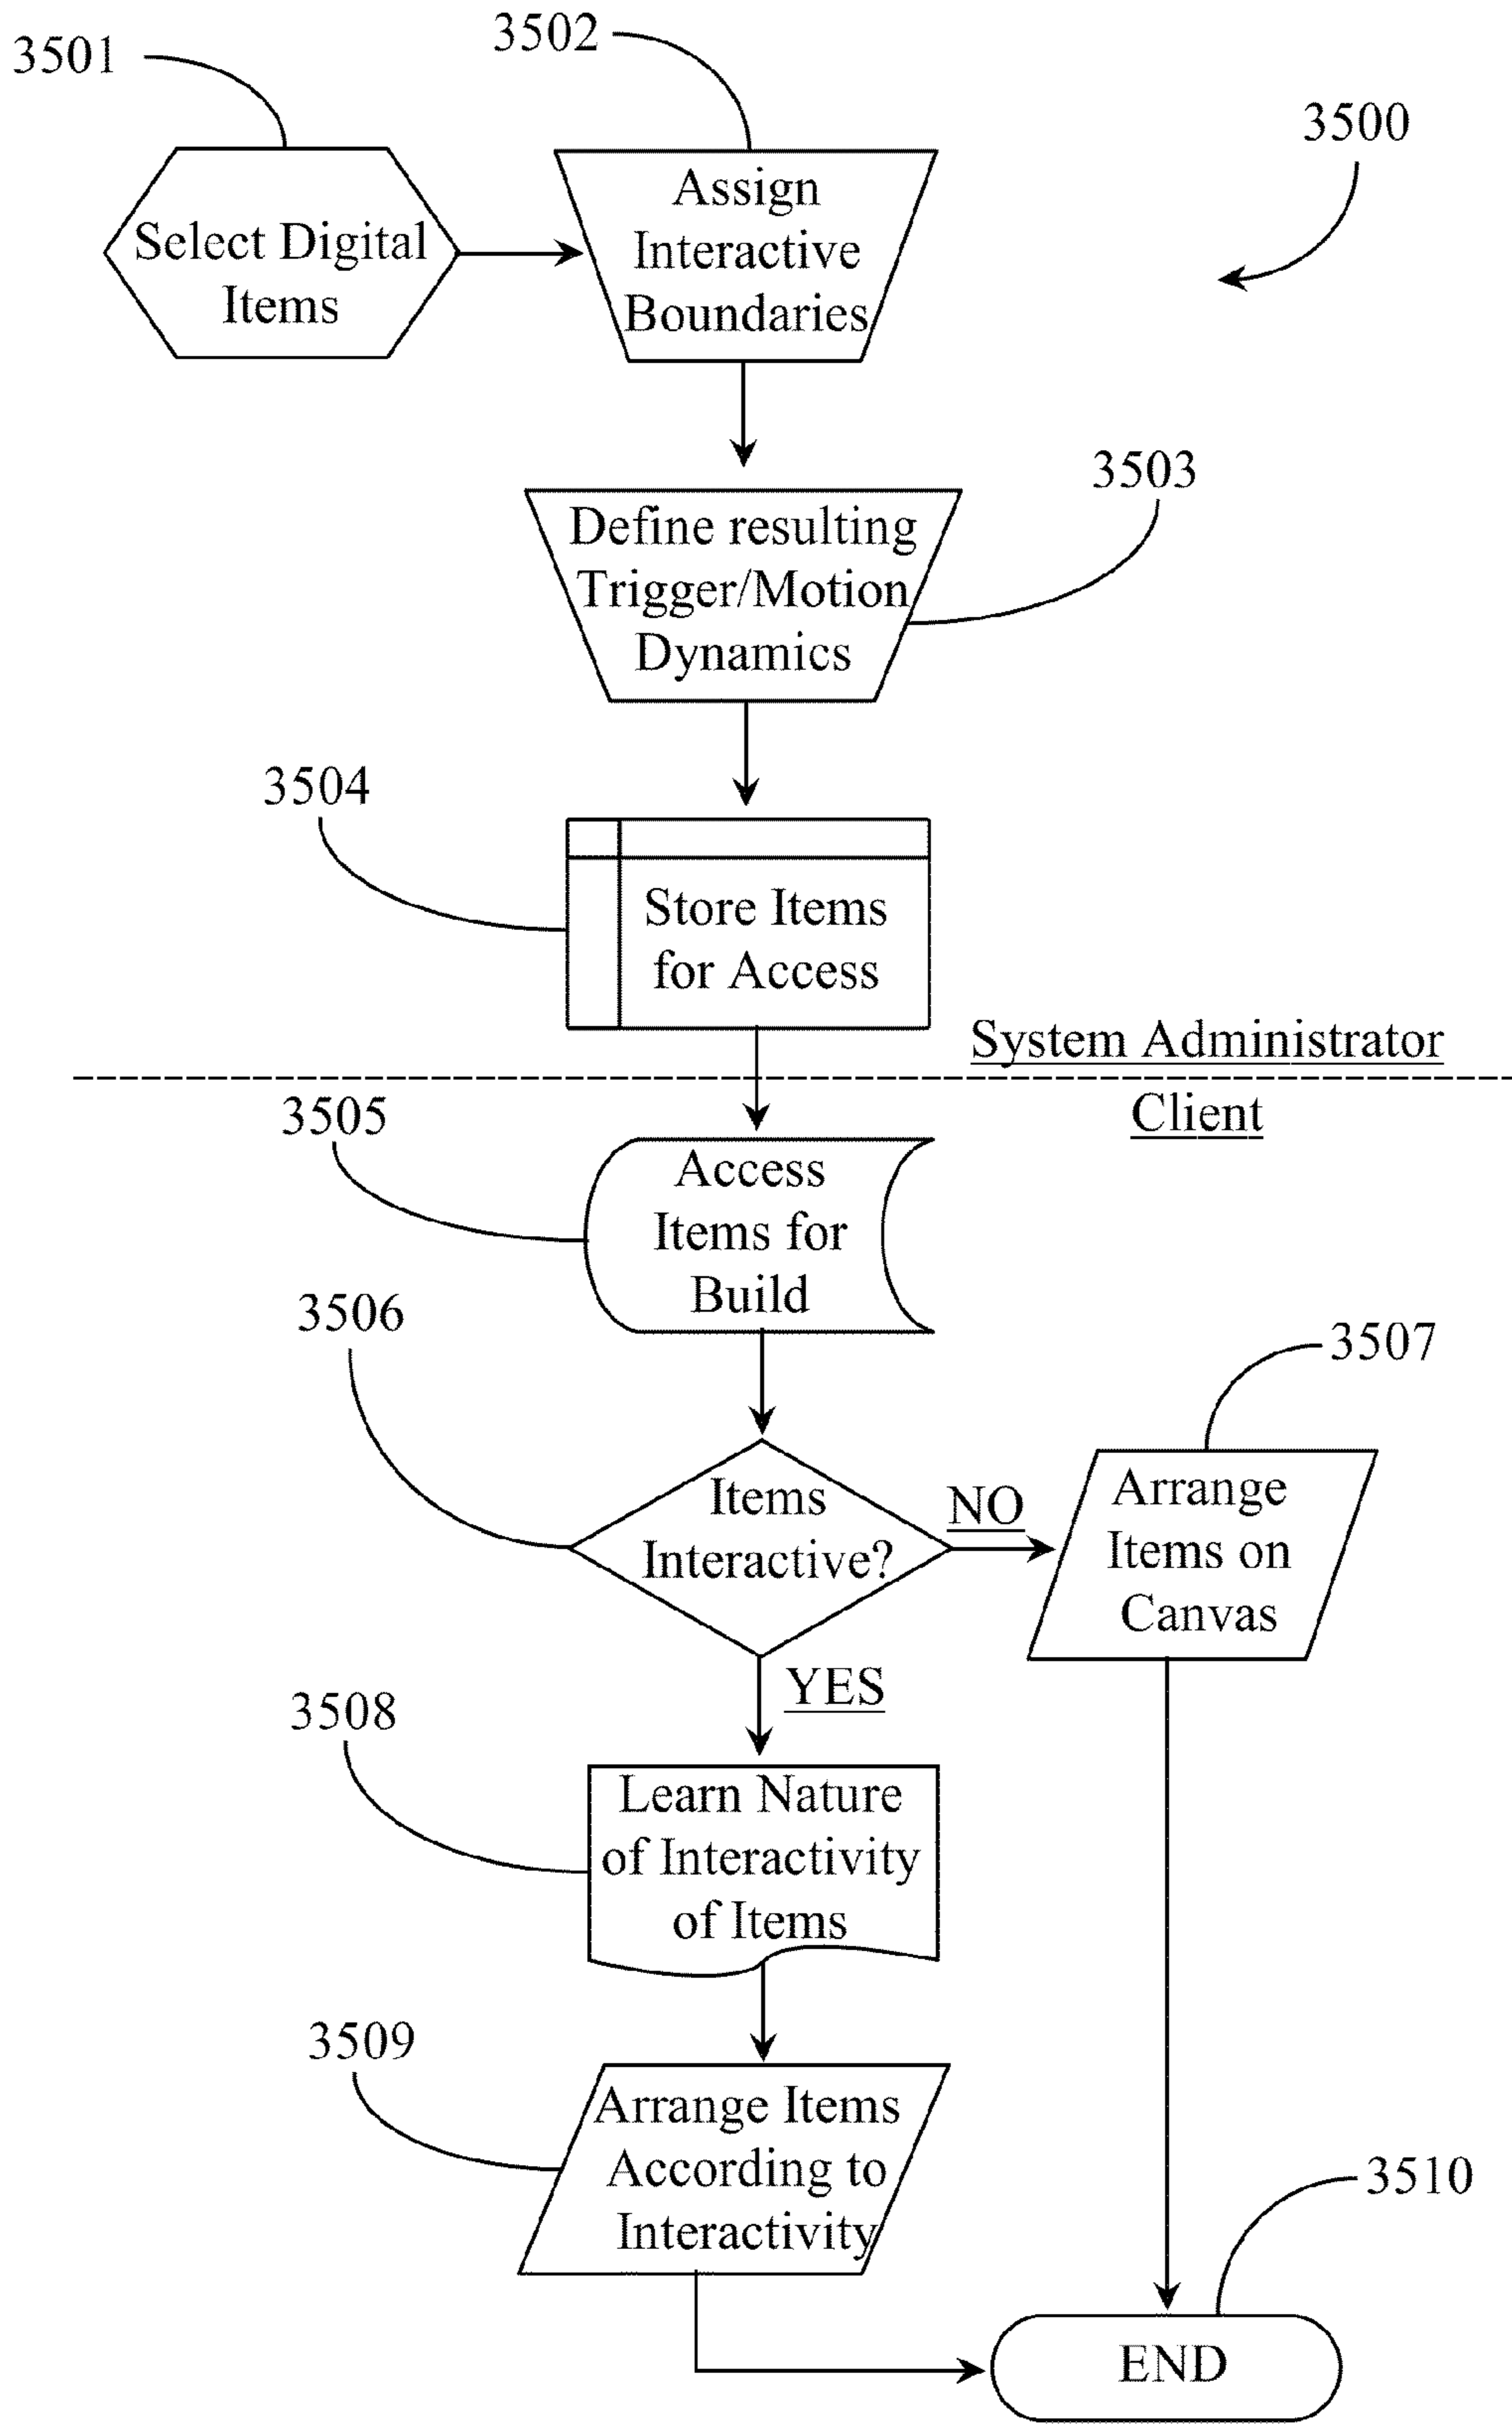 3501
3502
3500
Select Digital
Items
Assign
Interactive
Boundaries
3503
Define resulting
Trigger/Motion
Dynamics
3504
Store Items
for Access
System Administrator
Client
3505
Access
Items for
Build
3506
3507
Items
Interactive?
NO
Arrange
Items on
Canvas
YES
3508
Learn Nature
of Interactivity
of Items
3509
Arrange Items
According to
Interactivity
3510
END